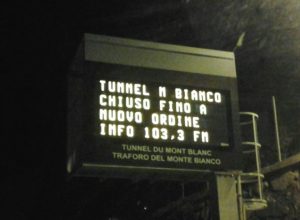 TUNNEL M BIANCO
CHIUSO FINO A
NUOVO ORDINE
INFO 103,3 FM
TUNNEL DU MONT BLANC
TRAFORO DEL MONTE BIANCO